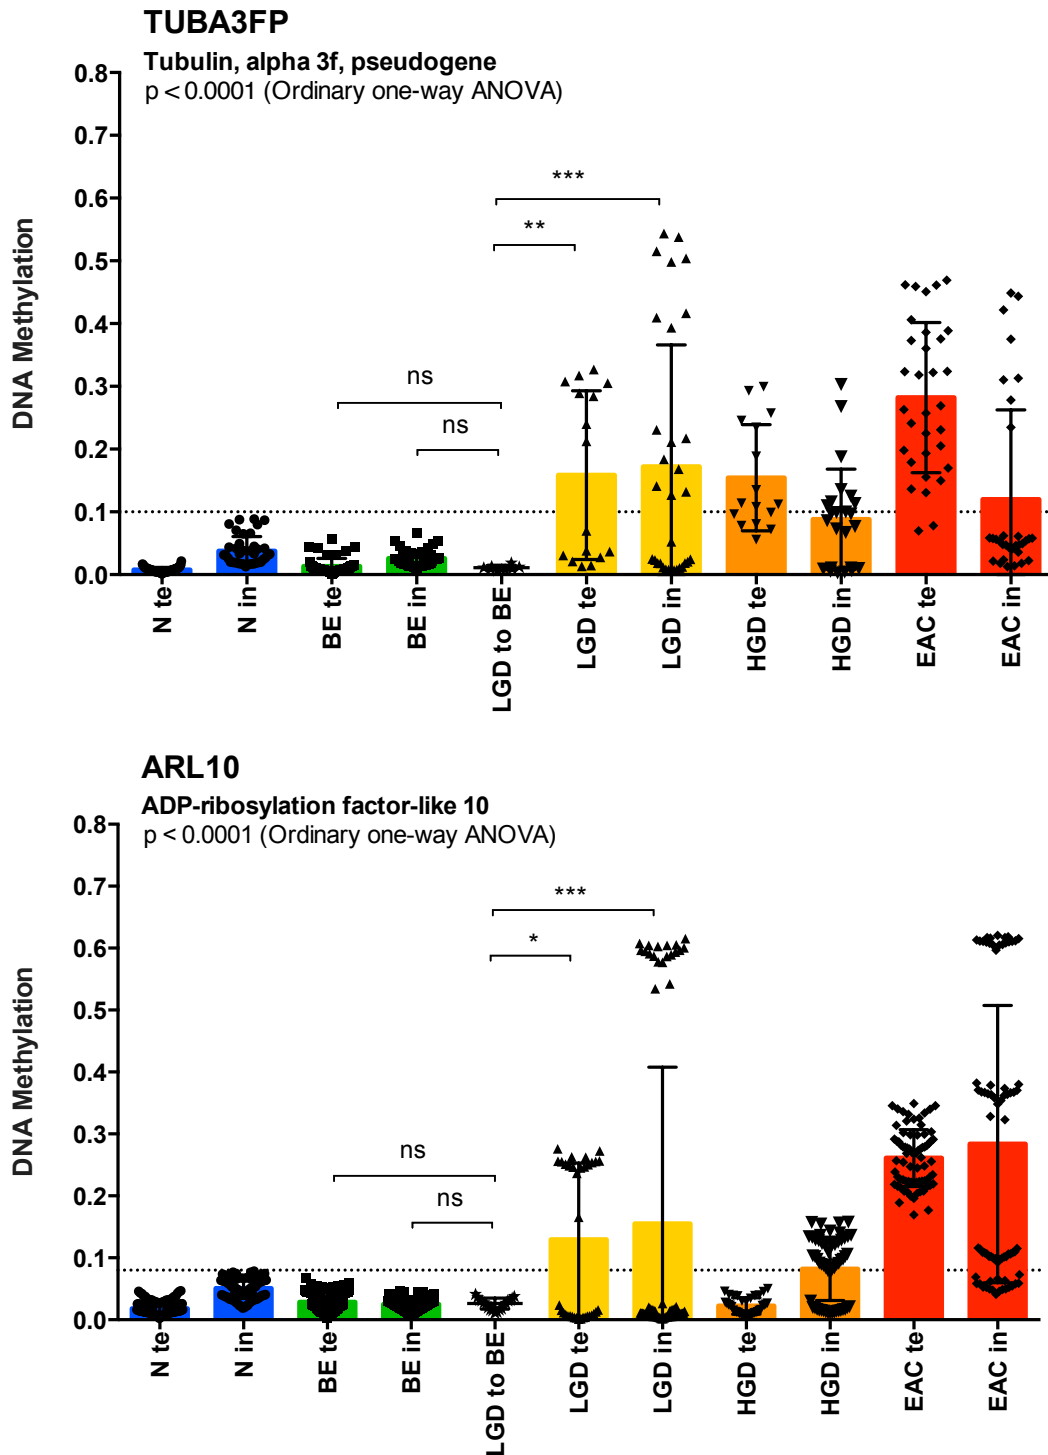 TUBA3FP
Tubulin, alpha 3f, pseudogene
p < 0.0001 (Ordinary one-way ANOVA)
DNA Methylation
0.8
0.7
0.6
0.5
0.4
0.3
0.2
0.1
0.0
***
**
ns
ns
N te
N in
BE te
BE in
LGD to BE
LGD te
LGD in
HGD te
HGD in
EAC te
EAC in
ARL10
ADP-ribosylation factor-like 10
p < 0.0001 (Ordinary one-way ANOVA)
DNA Methylation
0.8
0.7
0.6
0.5
0.4
0.3
0.2
0.1
0.0
***
*
ns
ns
N te
N in
BE te
BE in
LGD to BE
LGD te
LGD in
HGD te
HGD in
EAC te
EAC in